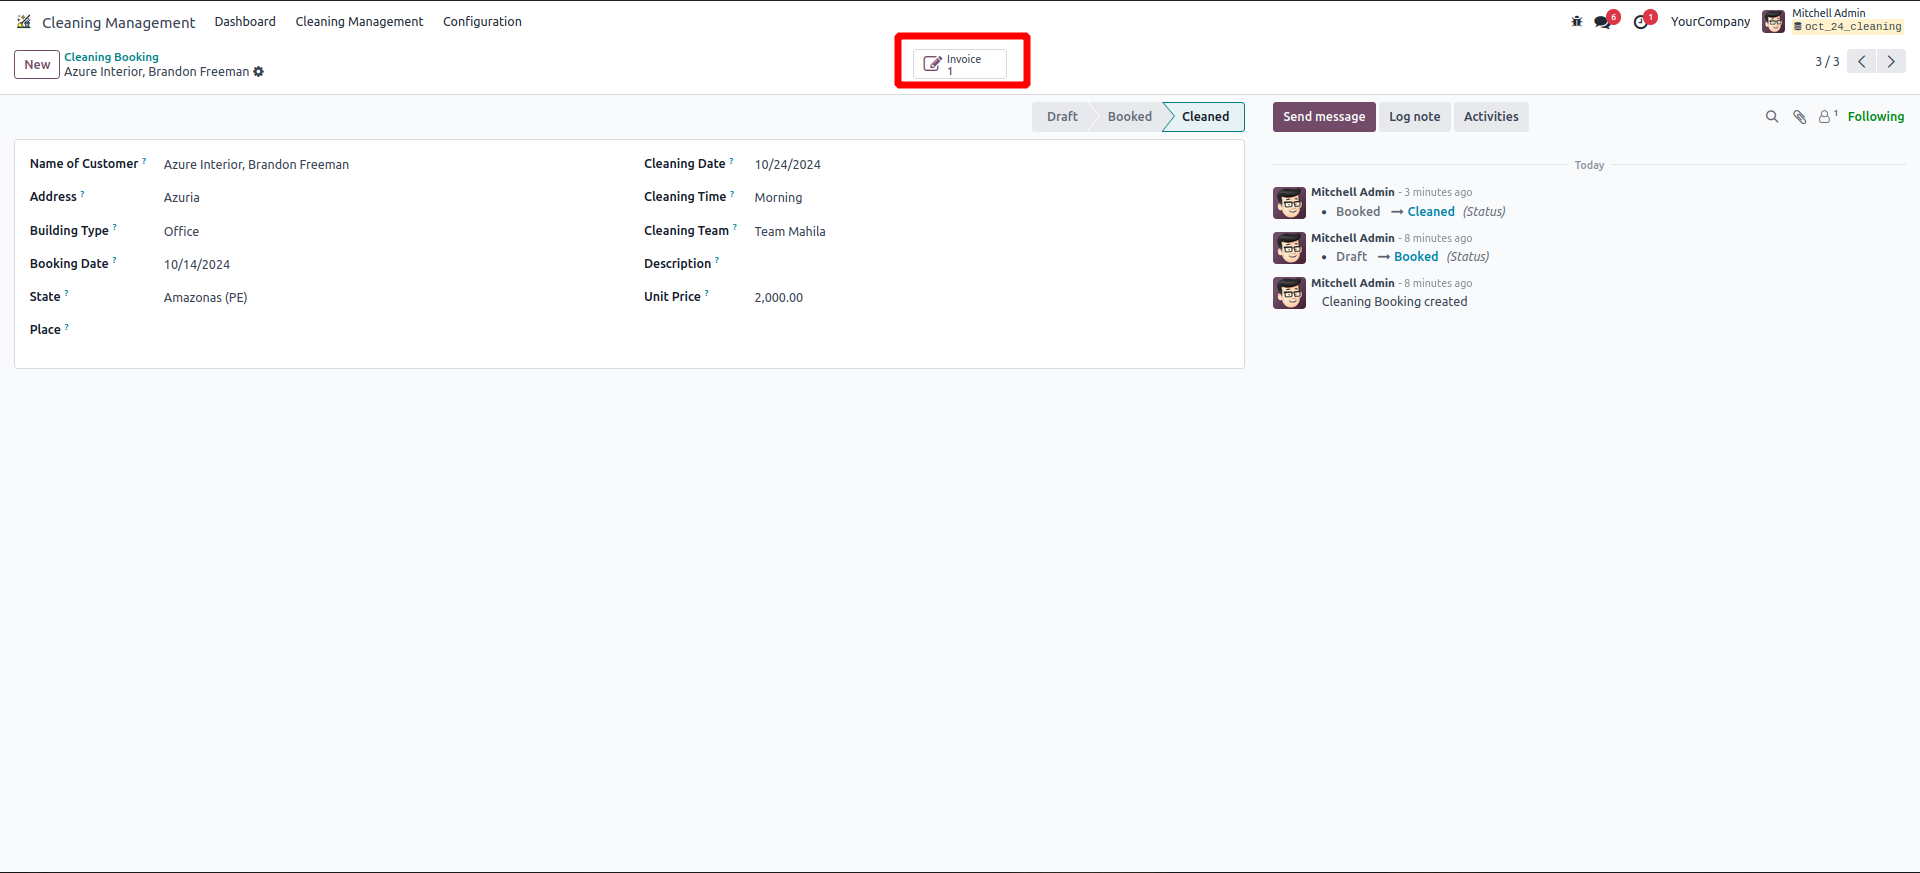 Cleaning Management Dashboard Cleaning Management Configuration 6 1 YourCompany Mitchell Admin
oct_24_cleaning
New Cleaning Booking
Azure Interior, Brandon Freeman
Invoice
1
3 / 3
Draft Booked Cleaned
Send message Log note Activities 1 Following
Name of Customer ? Azure Interior, Brandon Freeman
Address ? Azuria
Building Type ? Office
Booking Date ? 10/14/2024
State ? Amazonas (PE)
Place ?
Cleaning Date ? 10/24/2024
Cleaning Time ? Morning
Cleaning Team ? Team Mahila
Description ?
Unit Price ? 2,000.00
Today
Mitchell Admin - 3 minutes ago
• Booked → Cleaned (Status)
Mitchell Admin - 8 minutes ago
• Draft → Booked (Status)
Mitchell Admin - 8 minutes ago
Cleaning Booking created